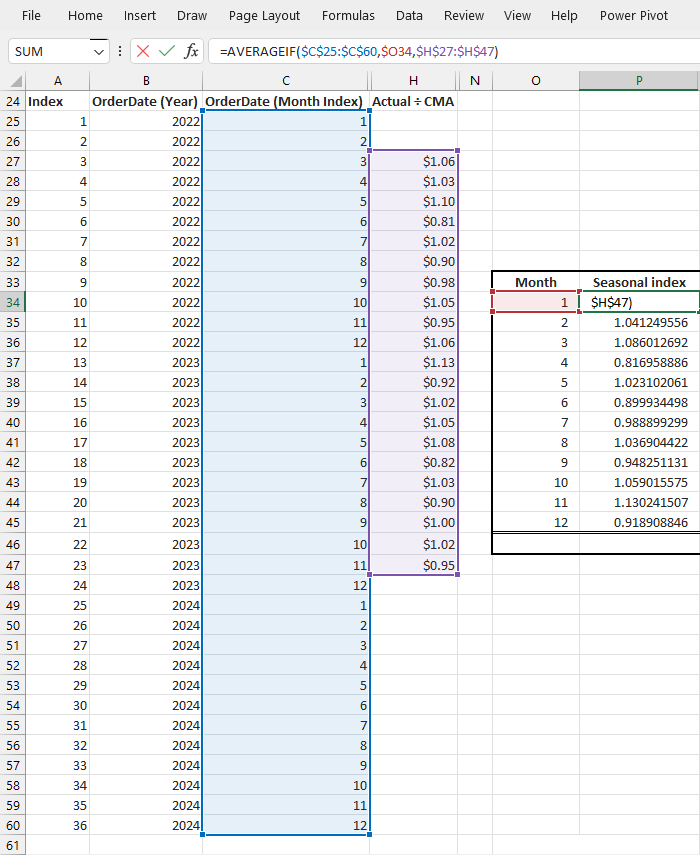 File Home Insert Draw Page Layout Formulas Data Review View Help Power Pivot
SUM fx =AVERAGEIF($C$25:$C$60,$O34,$H$27:$H$47)
A B C H N O P
24 Index OrderDate (Year) OrderDate (Month Index) Actual ÷ CMA
25 1 2022 1
26 2 2022 2
27 3 2022 3 $1.06
28 4 2022 4 $1.03
29 5 2022 5 $1.10
30 6 2022 6 $0.81
31 7 2022 7 $1.02
32 8 2022 8 $0.90
33 9 2022 9 $0.98 Month Seasonal index
34 10 2022 10 $1.05 1 $H$47)
35 11 2022 11 $0.95 2 1.041249556
36 12 2022 12 $1.06 3 1.086012692
37 13 2023 1 $1.13 4 0.816958886
38 14 2023 2 $0.92 5 1.023102061
39 15 2023 3 $1.02 6 0.899934498
40 16 2023 4 $1.05 7 0.988899299
41 17 2023 5 $1.08 8 1.036904422
42 18 2023 6 $0.82 9 0.948251131
43 19 2023 7 $1.03 10 1.059015575
44 20 2023 8 $0.90 11 1.130241507
45 21 2023 9 $1.00 12 0.918908846
46 22 2023 10 $1.02
47 23 2023 11 $0.95
48 24 2023 12
49 25 2024 1
50 26 2024 2
51 27 2024 3
52 28 2024 4
53 29 2024 5
54 30 2024 6
55 31 2024 7
56 32 2024 8
57 33 2024 9
58 34 2024 10
59 35 2024 11
60 36 2024 12
61